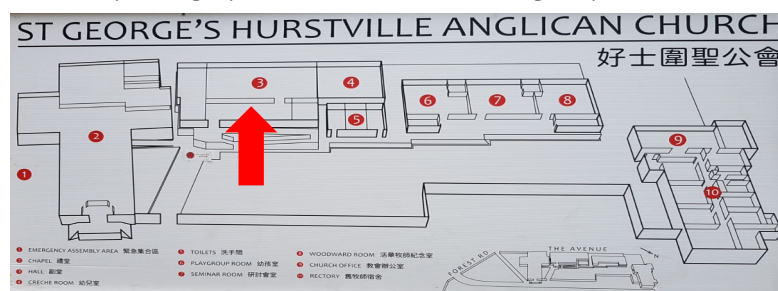 ST GEORGE'S HURSTVILLE ANGLICAN CHURCH
好士圍聖公會
3
4
5
6
7
8
2
1
9
10
1 EMERGENCY ASSEMBLY AREA 緊急集合區
2 CHAPEL 禮堂
3 HALL 副堂
4 CRECHE ROOM 幼兒室
5 TOILETS 洗手間
6 PLAYGROUP ROOM 幼孩室
7 SEMINAR ROOM 研討會室
8 WOODWARD ROOM 活華牧師紀念室
9 CHURCH OFFICE 教會辦公室
10 RECTORY 舊牧師宿舍
FOREST RD
THE AVENUE
N